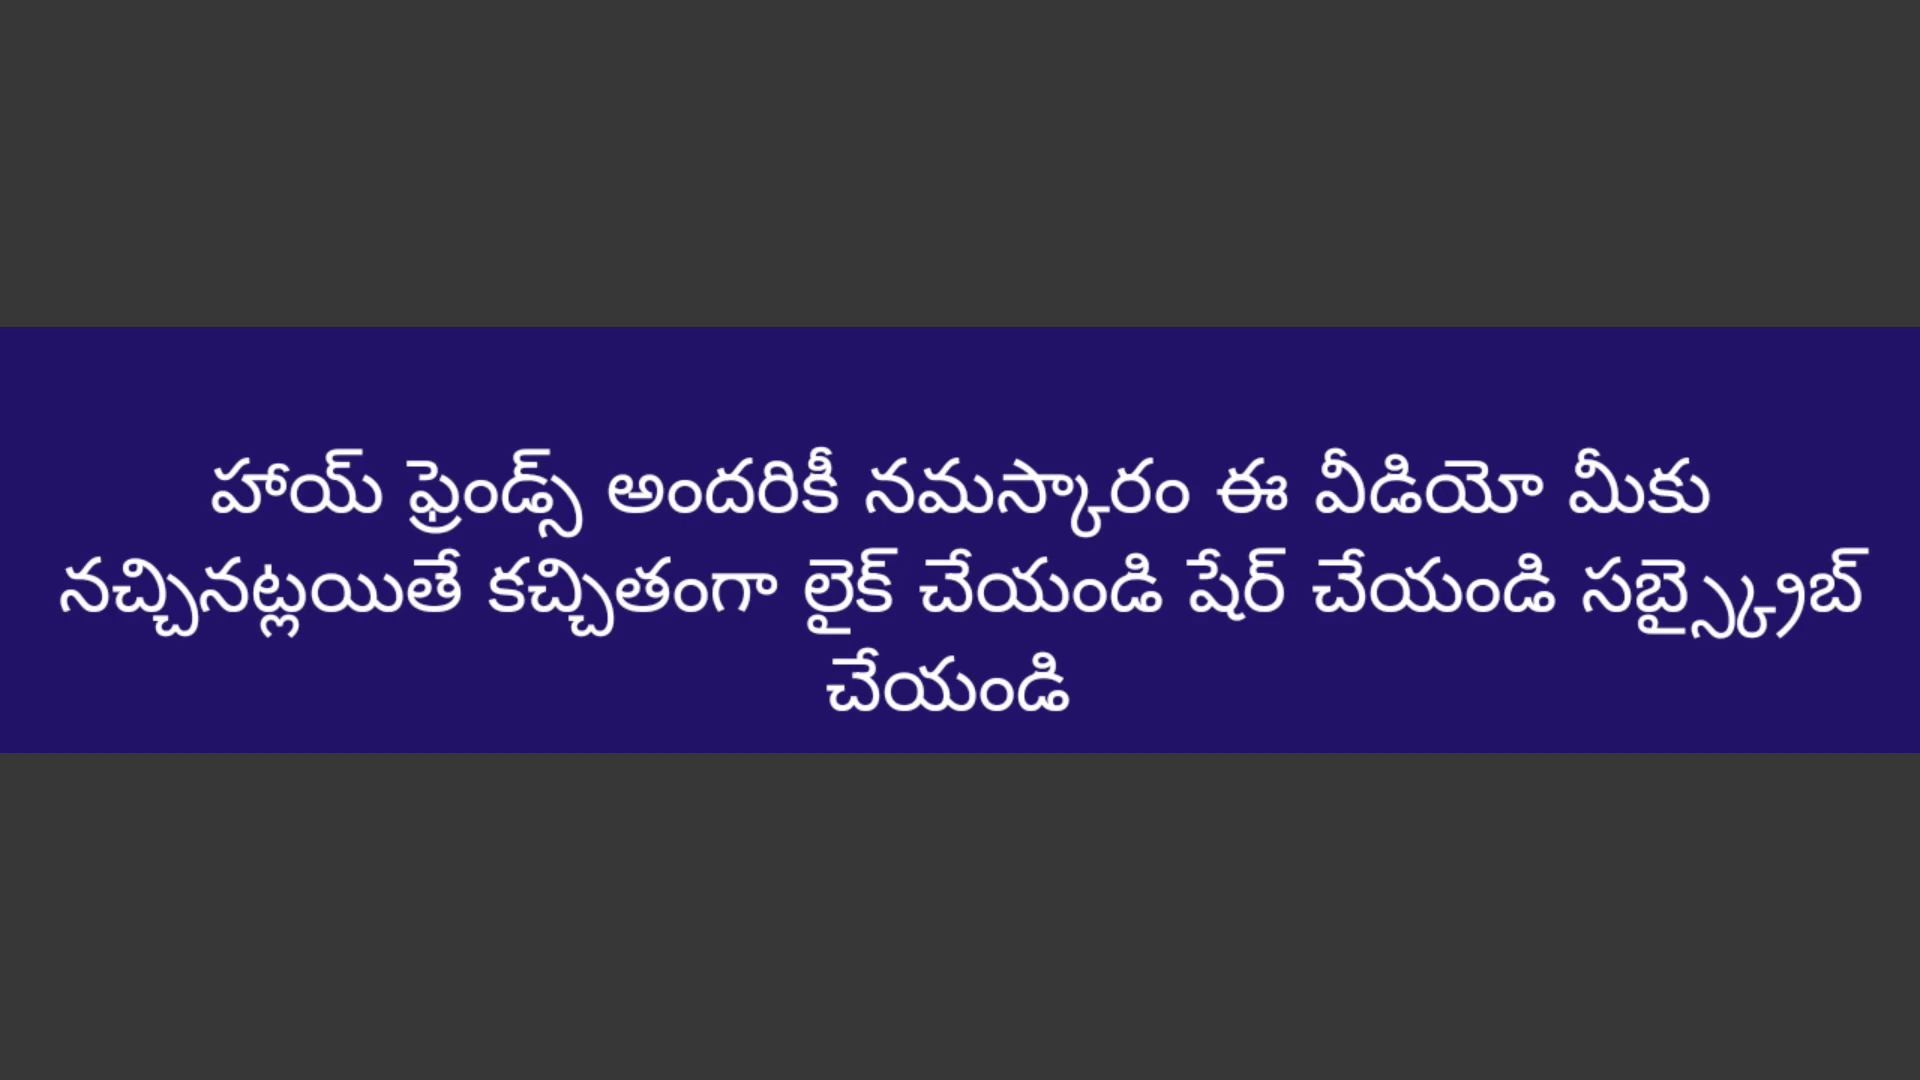 హాయ్ ఫ్రెండ్స్ అందరికీ నమస్కారం ఈ వీడియో మీకు
నచ్చినట్లయితే కచ్చితంగా లైక్ చేయండి షేర్ చేయండి సబ్స్క్రైబ్
చేయండి